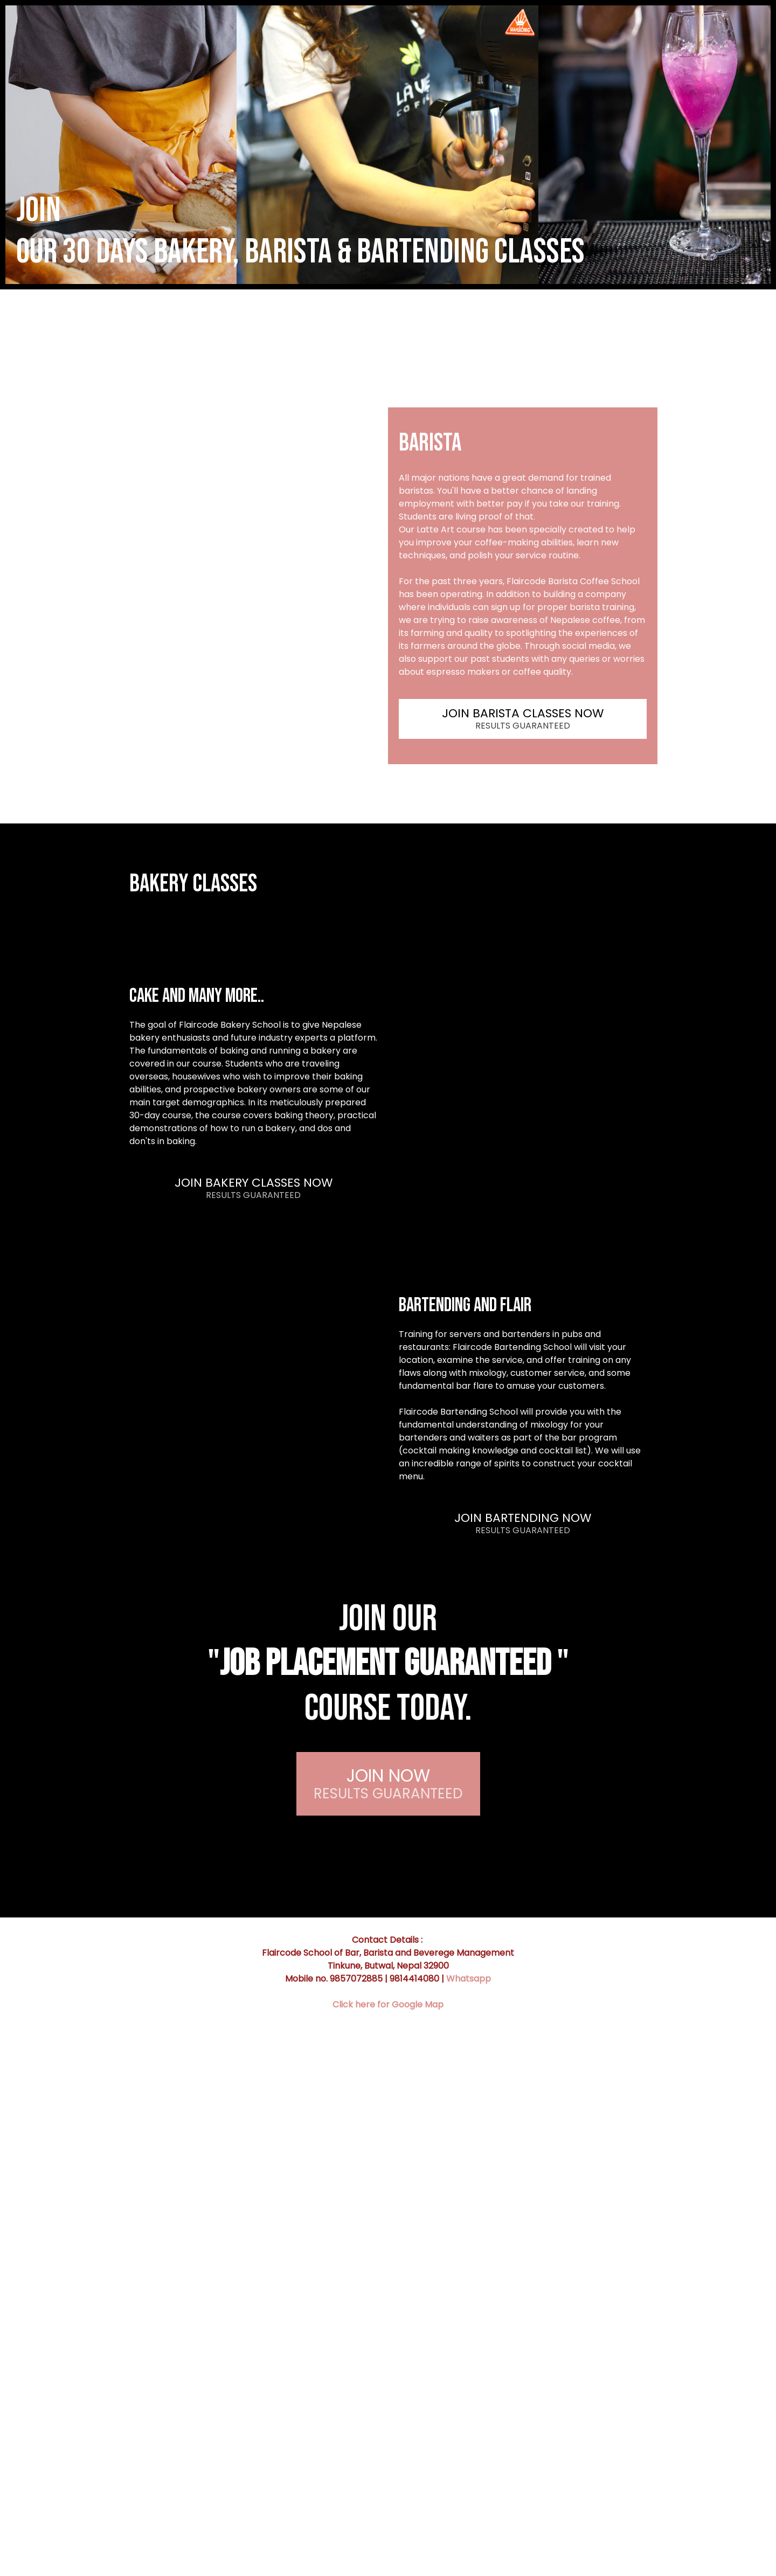 LAVE
COFFE
JOIN
OUR 30 DAYS BAKERY, BARISTA & BARTENDING CLASSES
BARISTA
All major nations have a great demand for trained
baristas. You'll have a better chance of landing
employment with better pay if you take our training.
Students are living proof of that.
Our Latte Art course has been specially created to help
you improve your coffee-making abilities, learn new
techniques, and polish your service routine.
For the past three years, Flaircode Barista Coffee School
has been operating. In addition to building a company
where individuals can sign up for proper barista training,
we are trying to raise awareness of Nepalese coffee, from
its farming and quality to spotlighting the experiences of
its farmers around the globe. Through social media, we
also support our past students with any queries or worries
about espresso makers or coffee quality.
JOIN BARISTA CLASSES NOW
RESULTS GUARANTEED
BAKERY CLASSES
CAKE AND MANY MORE..
The goal of Flaircode Bakery School is to give Nepalese
bakery enthusiasts and future industry experts a platform.
The fundamentals of baking and running a bakery are
covered in our course. Students who are traveling
overseas, housewives who wish to improve their baking
abilities, and prospective bakery owners are some of our
main target demographics. In its meticulously prepared
30-day course, the course covers baking theory, practical
demonstrations of how to run a bakery, and dos and
don'ts in baking.
JOIN BAKERY CLASSES NOW
RESULTS GUARANTEED
BARTENDING AND FLAIR
Training for servers and bartenders in pubs and
restaurants: Flaircode Bartending School will visit your
location, examine the service, and offer training on any
flaws along with mixology, customer service, and some
fundamental bar flare to amuse your customers.
Flaircode Bartending School will provide you with the
fundamental understanding of mixology for your
bartenders and waiters as part of the bar program
(cocktail making knowledge and cocktail list). We will use
an incredible range of spirits to construct your cocktail
menu.
JOIN BARTENDING NOW
RESULTS GUARANTEED
JOIN OUR
"JOB PLACEMENT GUARANTEED "
COURSE TODAY.
JOIN NOW
RESULTS GUARANTEED
Contact Details :
Flaircode School of Bar, Barista and Beverege Management
Tinkune, Butwal, Nepal 32900
Mobile no. 9857072885 | 9814414080 | Whatsapp
Click here for Google Map